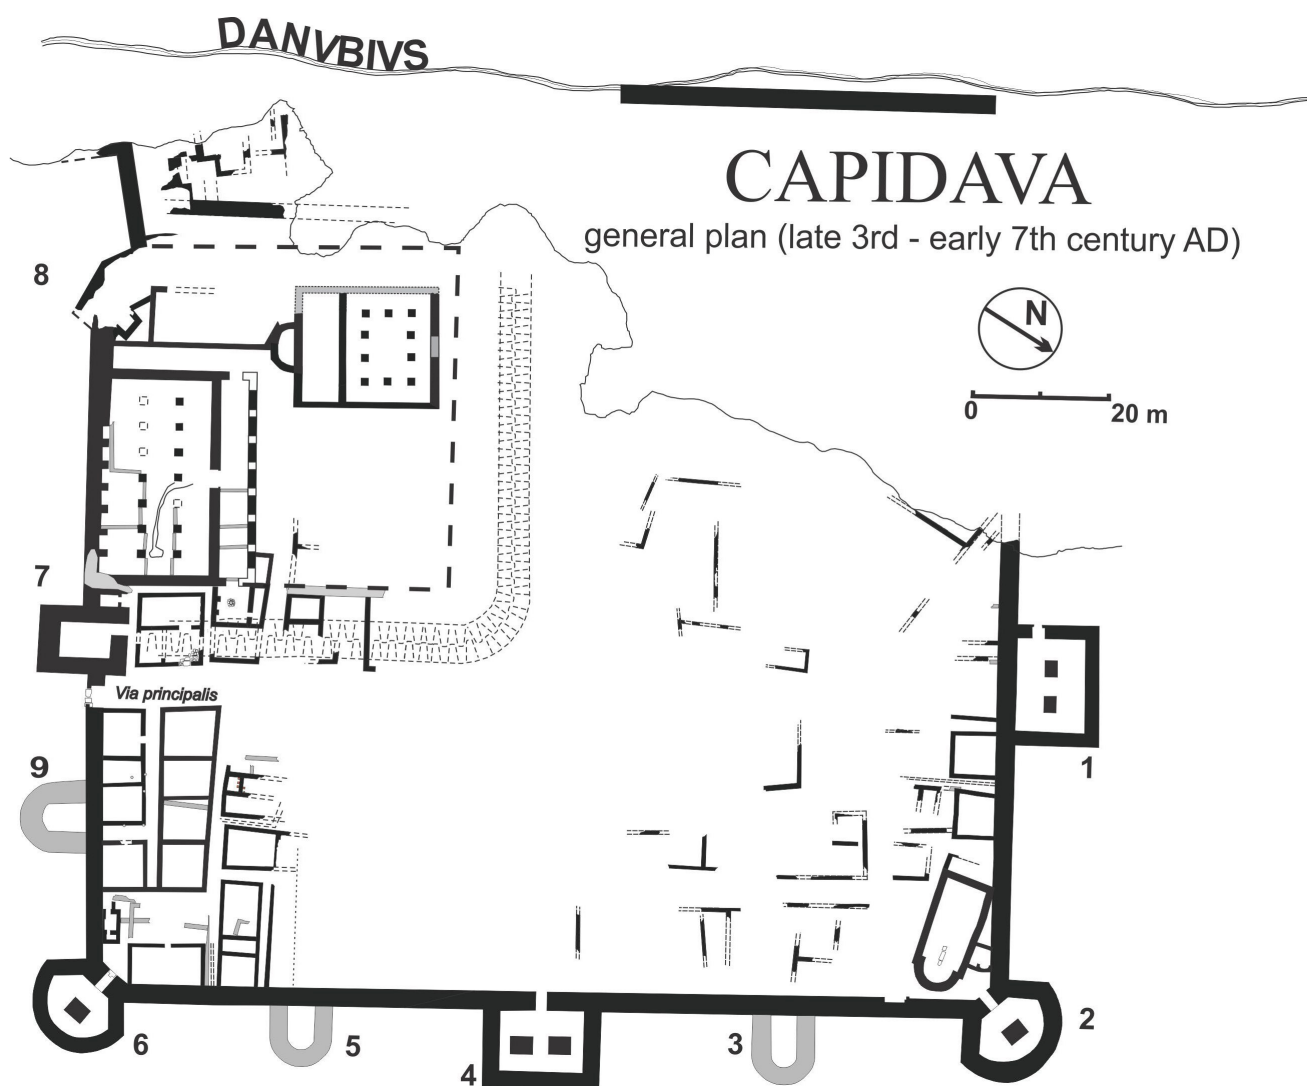 DANVBIVS
CAPIDAVA
general plan (late 3rd - early 7th century AD)
8
N
0
20 m
7
Via principalis
9
1
6
5
4
3
2